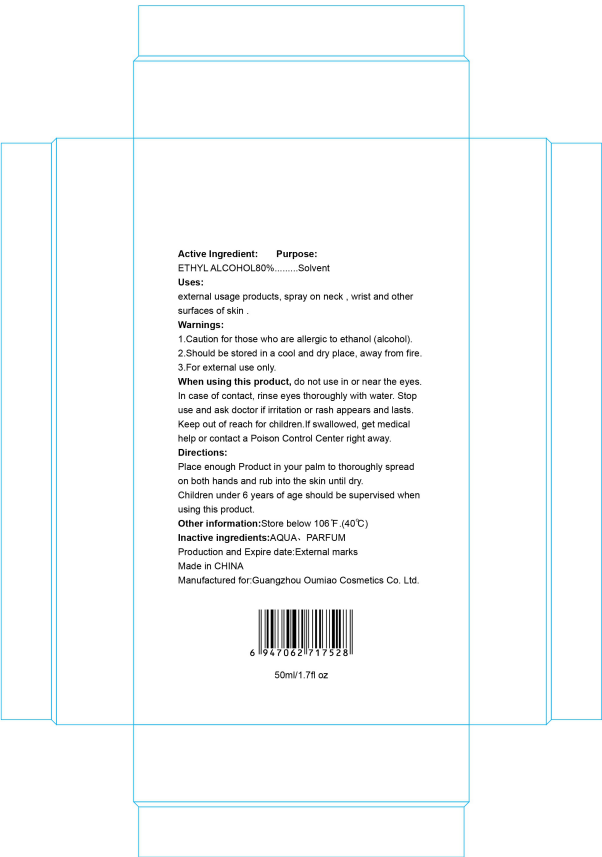 Active Ingredient: Purpose:
ETHYL ALCOHOL80%.........Solvent
Uses:
external usage products, spray on neck , wrist and other
surfaces of skin .
Warnings:
1.Caution for those who are allergic to ethanol (alcohol).
2.Should be stored in a cool and dry place, away from fire.
3.For external use only.
When using this product, do not use in or near the eyes.
In case of contact, rinse eyes thoroughly with water. Stop
use and ask doctor if irritation or rash appears and lasts.
Keep out of reach for children.If swallowed, get medical
help or contact a Poison Control Center right away.
Directions:
Place enough Product in your palm to thoroughly spread
on both hands and rub into the skin until dry.
Children under 6 years of age should be supervised when
using this product.
Other information:Store below 106℉.(40℃)
Inactive ingredients:AQUA、PARFUM
Production and Expire date:External marks
Made in CHINA
Manufactured for:Guangzhou Oumiao Cosmetics Co. Ltd.
6 947062 717528
50ml/1.7fl oz